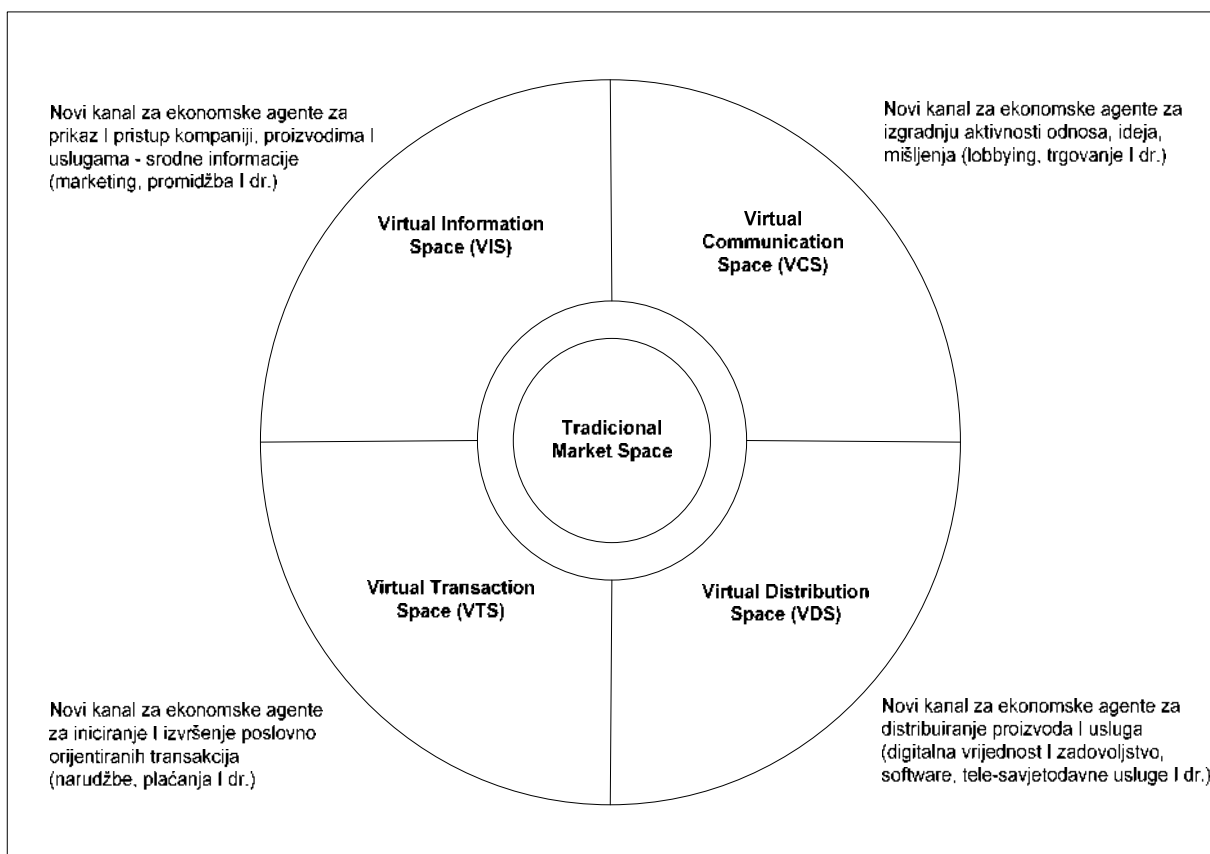 Novi kanal za ekonomske agente za
prikaz I pristup kompaniji, proizvodima I
uslugama - srodne informacije
(marketing, promidžba I dr.)
Novi kanal za ekonomske agente za
izgradnju aktivnosti odnosa, ideja,
mišljenja (lobbying, trgovanje I dr.)
Virtual Information
Space (VIS)
Virtual
Communication
Space (VCS)
Tradicional
Market Space
Virtual Transaction
Space (VTS)
Virtual Distribution
Space (VDS)
Novi kanal za ekonomske agente
za iniciranje I izvršenje poslovno
orijentiranih transakcija
(narudžbe, plaćanja I dr.)
Novi kanal za ekonomske agente za
distribuiranje proizvoda I usluga
(digitalna vrijednost I zadovoljstvo,
software, tele-savjetodavne usluge I dr.)